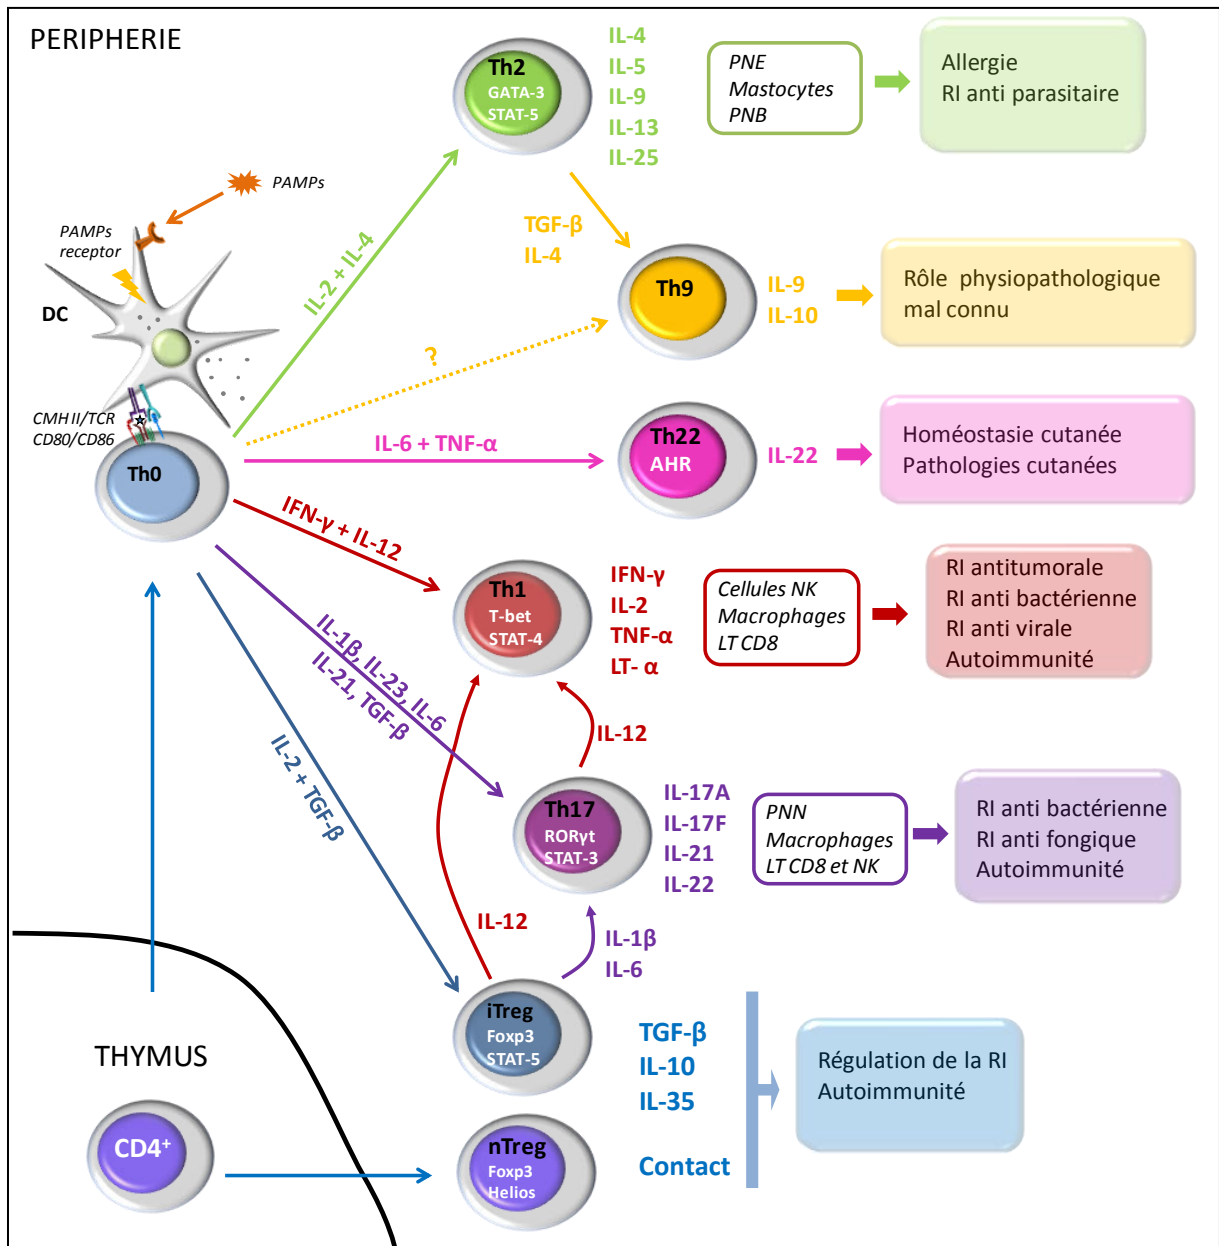 PERIPHERIE
Th2
GATA-3
STAT-5
IL-4
IL-5
IL-9
IL-13
IL-25
PNE
Mastocytes
PNB
Allergie
RI anti parasitaire
PAMPs
PAMPs
receptor
DC
IL-2 + IL-4
TGF-β
IL-4
Th9
IL-9
IL-10
Rôle physiopathologique
mal connu
?
CMH II/TCR
CD80/CD86
Th0
IL-6 + TNF-α
Th22
AHR
IL-22
Homéostasie cutanée
Pathologies cutanées
IFN-γ + IL-12
Th1
T-bet
STAT-4
IFN-γ
IL-2
TNF-α
LT- α
Cellules NK
Macrophages
LT CD8
RI antitumorale
RI anti bactérienne
RI anti virale
Autoimmunité
IL-1β, IL-23, IL-6
IL-21, TGF-β
IL-12
IL-2 + TGF-β
Th17
RORγt
STAT-3
IL-17A
IL-17F
IL-21
IL-22
PNN
Macrophages
LT CD8 et NK
RI anti bactérienne
RI anti fongique
Autoimmunité
IL-12
IL-1β
IL-6
iTreg
Foxp3
STAT-5
TGF-β
IL-10
IL-35
Contact
Régulation de la RI
Autoimmunité
THYMUS
CD4+
nTreg
Foxp3
Helios